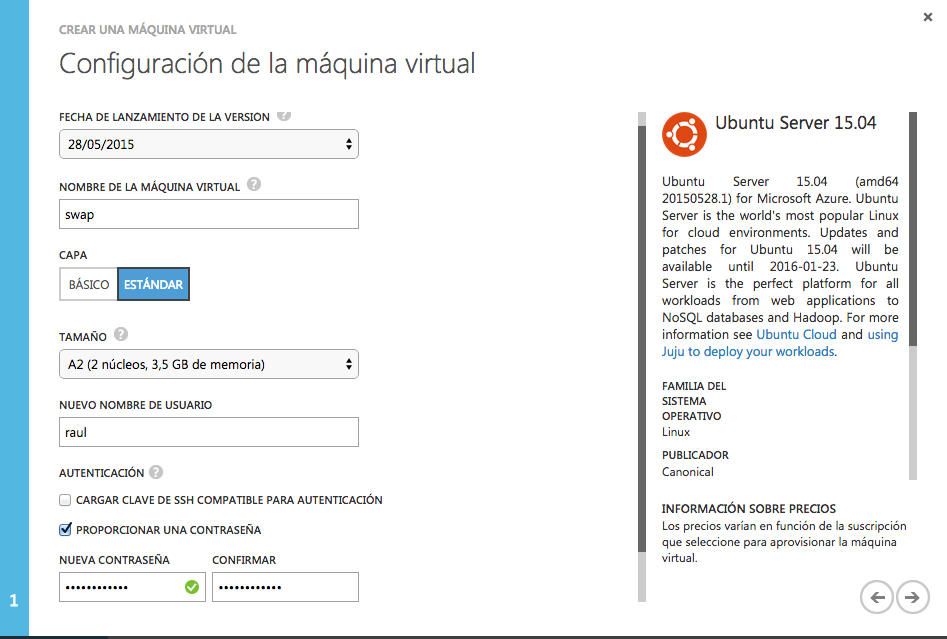 CREAR UNA MÁQUINA VIRTUAL
Configuración de la máquina virtual
FECHA DE LANZAMIENTO DE LA VERSION ?
28/05/2015
NOMBRE DE LA MÁQUINA VIRTUAL ?
swap
CAPA
BÁSICO ESTÁNDAR
TAMAÑO ?
A2 (2 núcleos, 3,5 GB de memoria)
NUEVO NOMBRE DE USUARIO
raul
AUTENTICACIÓN ?
CARGAR CLAVE DE SSH COMPATIBLE PARA AUTENTICACIÓN
PROPORCIONAR UNA CONTRASEÑA
NUEVA CONTRASEÑA CONFIRMAR
•••••••••••• ••••••••••••
1
Ubuntu Server 15.04
Ubuntu Server 15.04 (amd64
20150528.1) for Microsoft Azure. Ubuntu
Server is the world's most popular Linux
for cloud environments. Updates and
patches for Ubuntu 15.04 will be
available until 2016-01-23. Ubuntu
Server is the perfect platform for all
workloads from web applications to
NoSQL databases and Hadoop. For more
information see Ubuntu Cloud and using
Juju to deploy your workloads.
FAMILIA DEL
SISTEMA
OPERATIVO
Linux
PUBLICADOR
Canonical
INFORMACIÓN SOBRE PRECIOS
Los precios varían en función de la suscripción
que seleccione para aprovisionar la máquina
virtual.